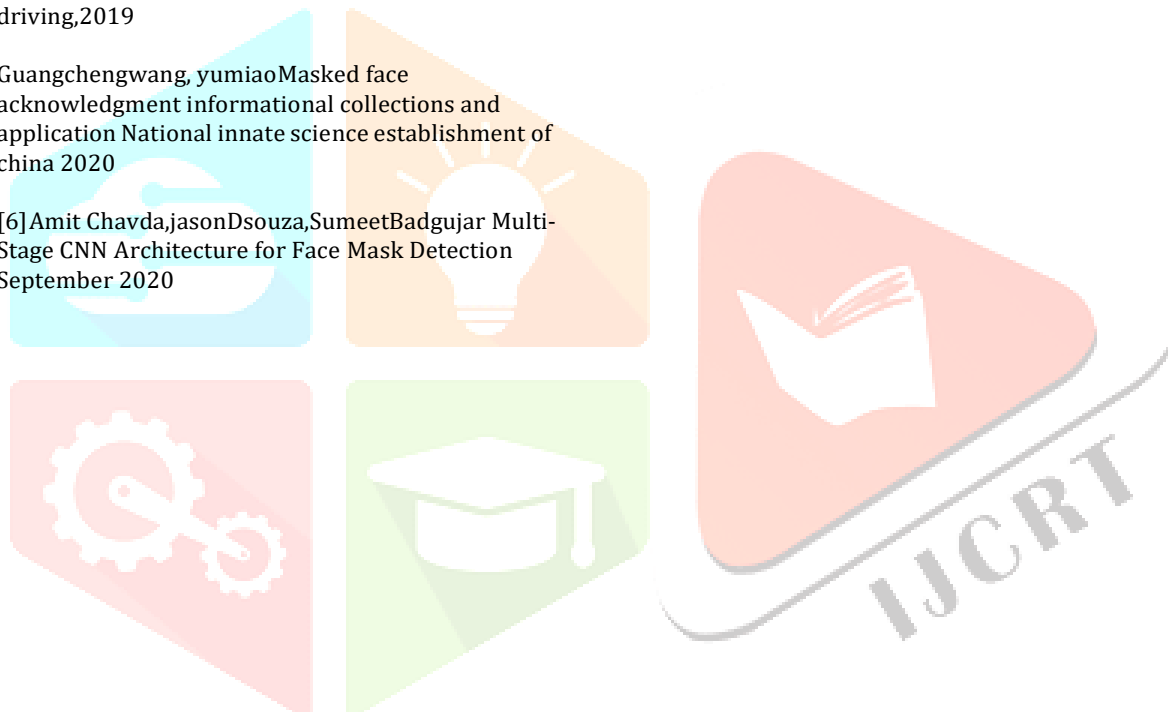 driving,2019
Guangchengwang, yumiaoMasked face
acknowledgment informational collections and
application National innate science establishment of
china 2020
[6]Amit Chavda,jasonDsouza,SumeetBadgujar Multi-
Stage CNN Architecture for Face Mask Detection
September 2020
IJCRT